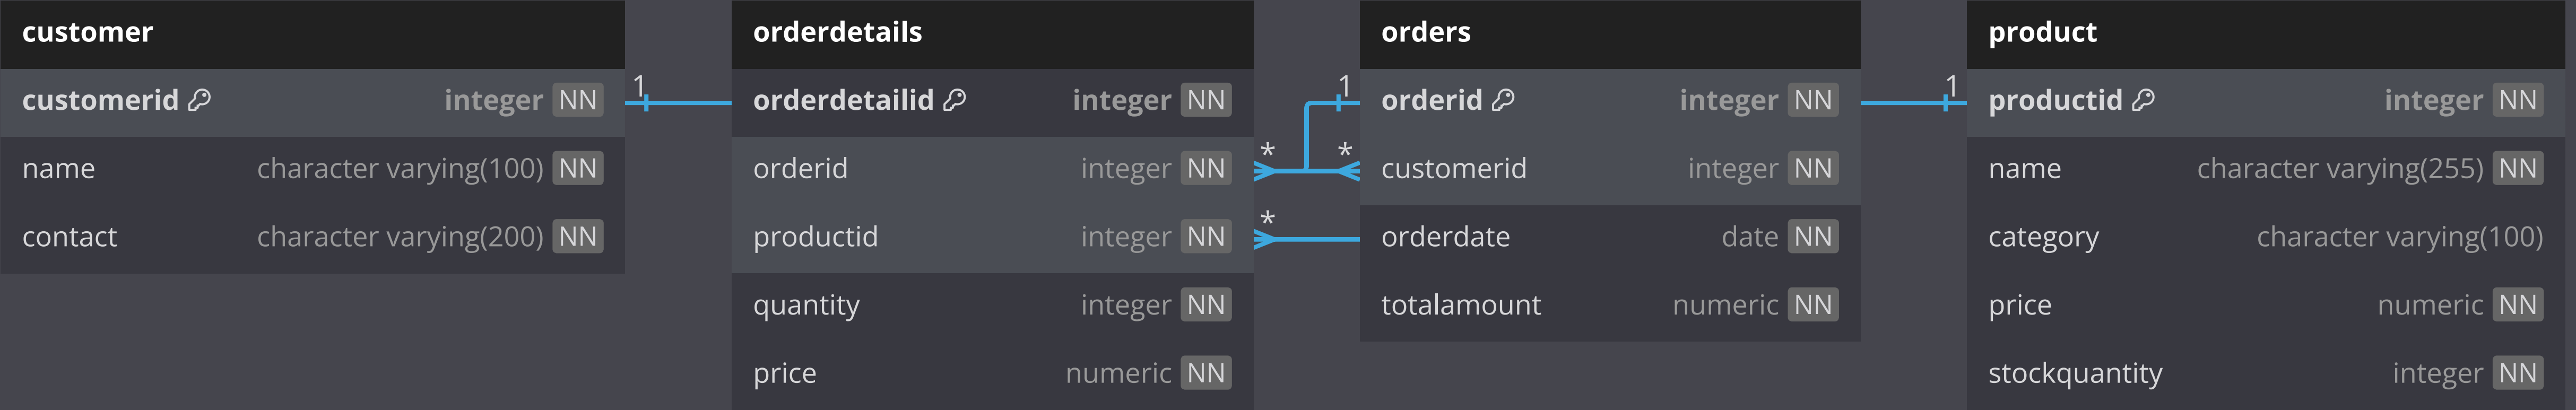 customer
customerid integer NN
name character varying(100) NN
contact character varying(200) NN
1
orderdetails
orderdetailid integer NN
orderid integer NN
productid integer NN
quantity integer NN
price numeric NN
*
*
1
*
orders
orderid integer NN
customerid integer NN
orderdate date NN
totalamount numeric NN
1
product
productid integer NN
name character varying(255) NN
category character varying(100)
price numeric NN
stockquantity integer NN